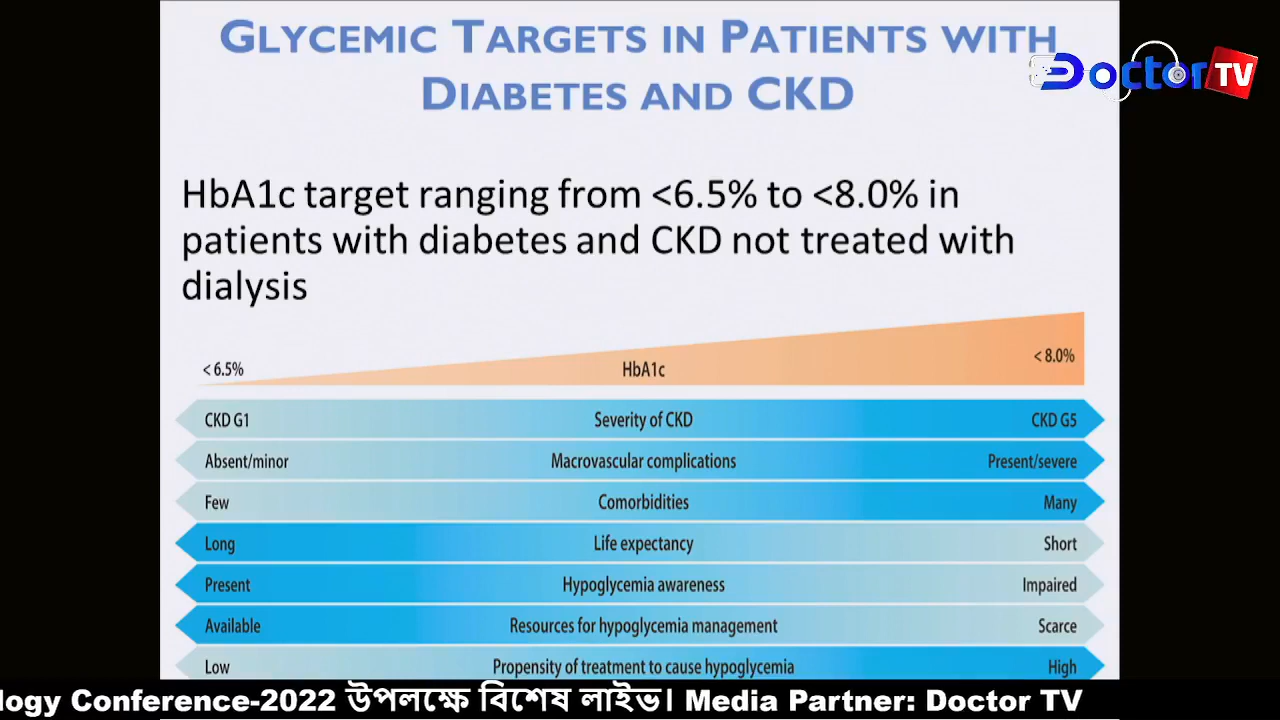 GLYCEMIC TARGETS IN PATIENTS WITH
DIABETES AND CKD
Doctor TV
HbA1c target ranging from <6.5% to <8.0% in
patients with diabetes and CKD not treated with
dialysis
< 6.5% HbA1c < 8.0%
CKD G1 Severity of CKD CKD G5
Absent/minor Macrovascular complications Present/severe
Few Comorbidities Many
Long Life expectancy Short
Present Hypoglycemia awareness Impaired
Available Resources for hypoglycemia management Scarce
Low Propensity of treatment to cause hypoglycemia High
logy Conference-2022 উপলক্ষে বিশেষ লাইভ। Media Partner: Doctor TV